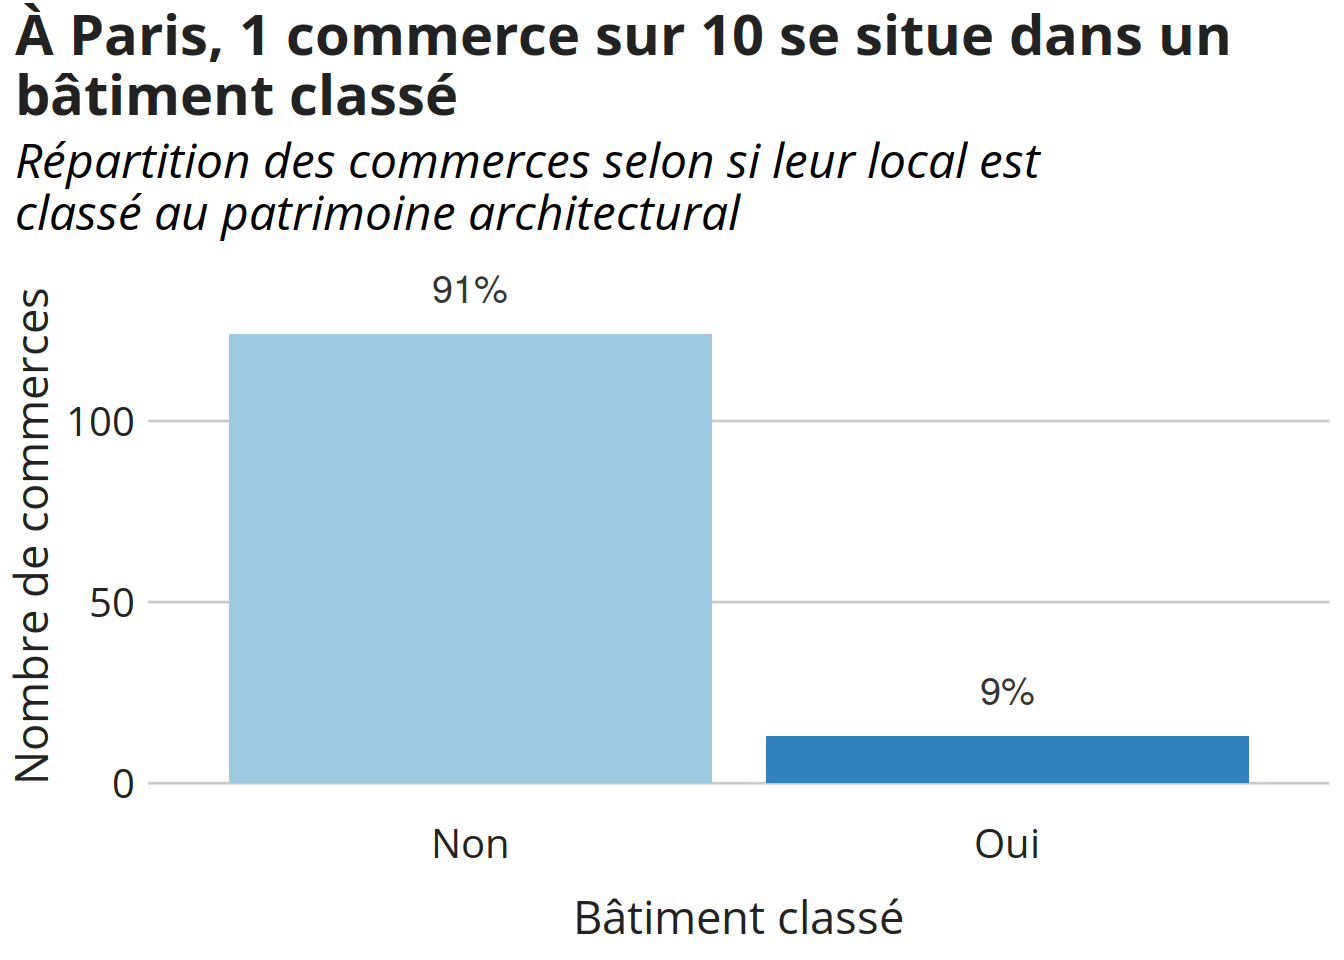 À Paris, 1 commerce sur 10 se situe dans un
bâtiment classé
Répartition des commerces selon si leur local est
classé au patrimoine architectural
91%
Nombre de commerces
100
50
9%
0
Non
Oui
Bâtiment classé